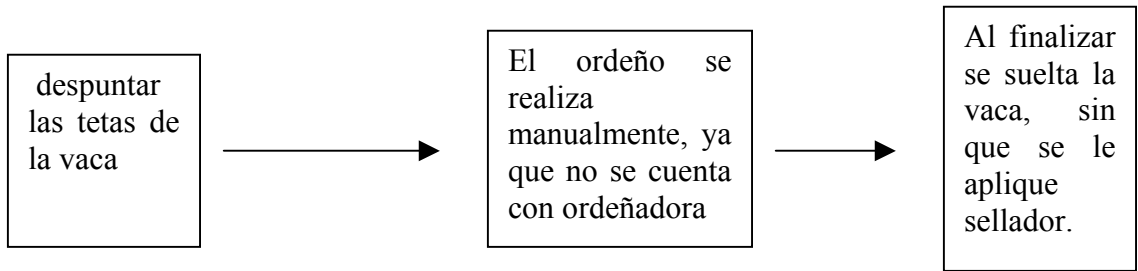 despuntar
las tetas de
la vaca
El ordeño se
realiza
manualmente, ya
que no se cuenta
con ordeñadora
Al finalizar
se suelta la
vaca, sin
que se le
aplique
sellador.